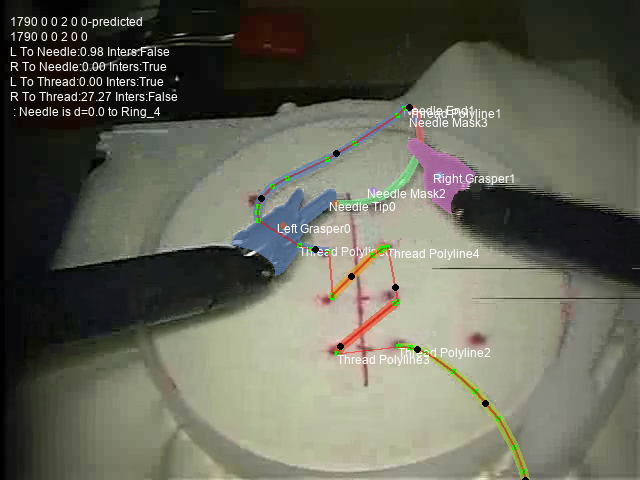 1790 0 0 2 0 0-predicted
1790 0 0 2 0 0
L To Needle:0.98 Inters:False
R To Needle:0.00 Inters:True
L To Thread:0.00 Inters:True
R To Thread:27.27 Inters:False
: Needle is d=0.0 to Ring_4
Needle End1
Thread Polyline1
Needle Mask3
Right Grasper1
Needle Mask2
Needle Tip0
Left Grasper0
Thread Polyline
Thread Polyline4
Thread Polyline2
Thread Polyline3